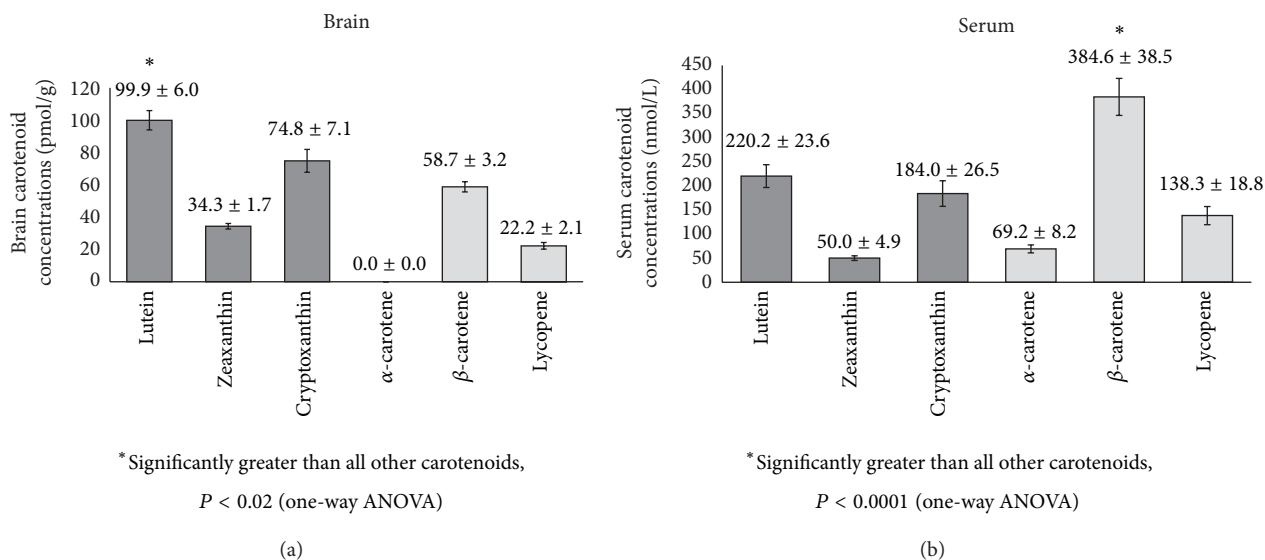 Brain
Brain carotenoid
concentrations (pmol/g)
120
100
80
60
40
20
0
*
99.9 ± 6.0
34.3 ± 1.7
74.8 ± 7.1
0.0 ± 0.0
58.7 ± 3.2
22.2 ± 2.1
Lutein
Zeaxanthin
Cryptoxanthin
α-carotene
β-carotene
Lycopene
*Significantly greater than all other carotenoids,
P < 0.02 (one-way ANOVA)
(a)
Serum
Serum carotenoid
concentrations (nmol/L)
450
400
350
300
250
200
150
100
50
0
220.2 ± 23.6
50.0 ± 4.9
184.0 ± 26.5
69.2 ± 8.2
*
384.6 ± 38.5
138.3 ± 18.8
Lutein
Zeaxanthin
Cryptoxanthin
α-carotene
β-carotene
Lycopene
*Significantly greater than all other carotenoids,
P < 0.0001 (one-way ANOVA)
(b)